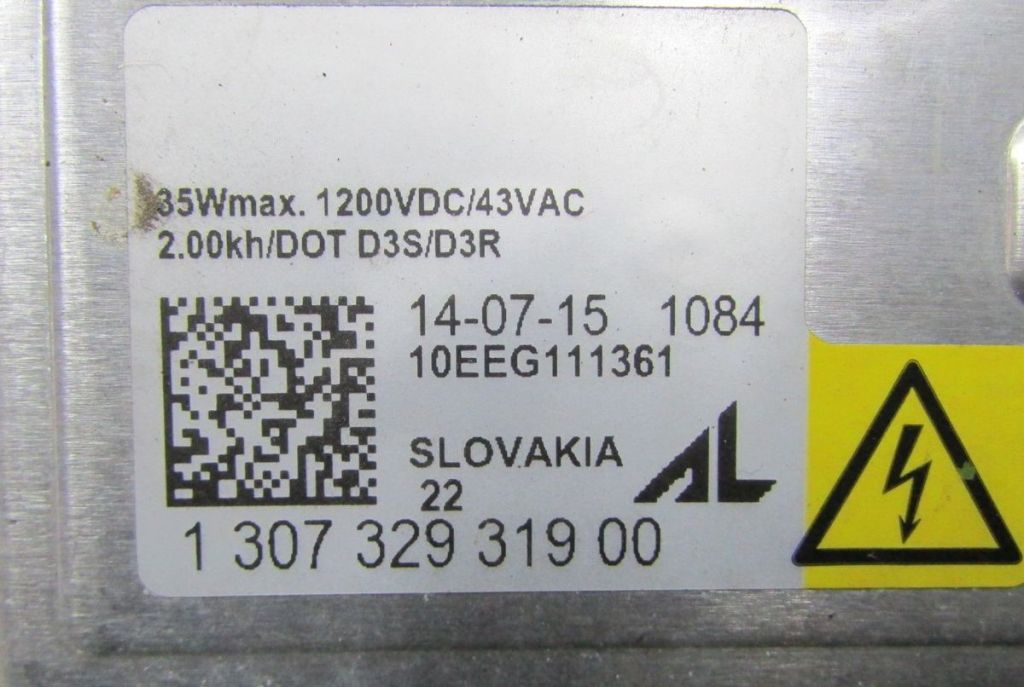 35Wmax. 1200VDC/43VAC
2.00kh/DOT D3S/D3R
14-07-15 1084
10EEG111361
SLOVAKIA
AL
22
1 307 329 319 00